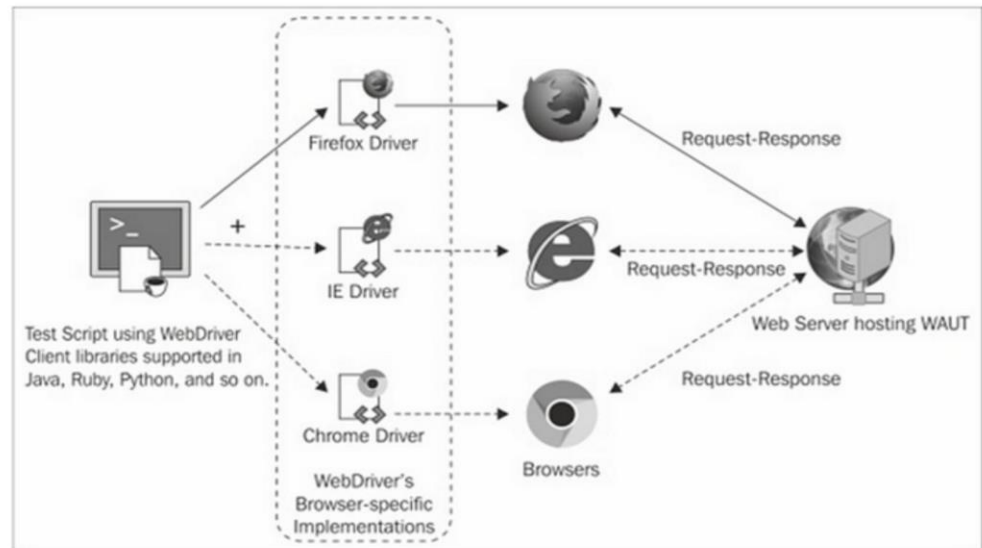 Firefox Driver
Request-Response
>_
+
IE Driver
Request-Response
Test Script using WebDriver
Client libraries supported in
Java, Ruby, Python, and so on.
Web Server hosting WAUT
Request-Response
Chrome Driver
Browsers
WebDriver's
Browser-specific
Implementations